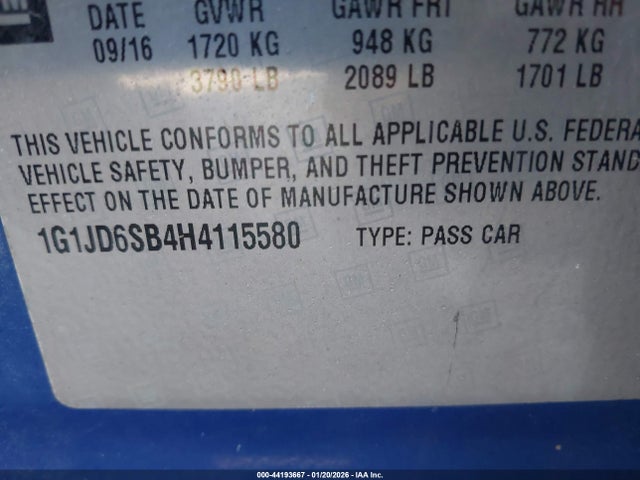 GM
DATE GVWR GAWR FRT GAWR RR
09/16 1720 KG 948 KG 772 KG
3790 LB 2089 LB 1701 LB
THIS VEHICLE CONFORMS TO ALL APPLICABLE U.S. FEDERA
VEHICLE SAFETY, BUMPER, AND THEFT PREVENTION STAND
EFFECT ON THE DATE OF MANUFACTURE SHOWN ABOVE.
1G1JD6SB4H4115580 TYPE: PASS CAR
000-44193667 - 01/20/2026 - IAA Inc.